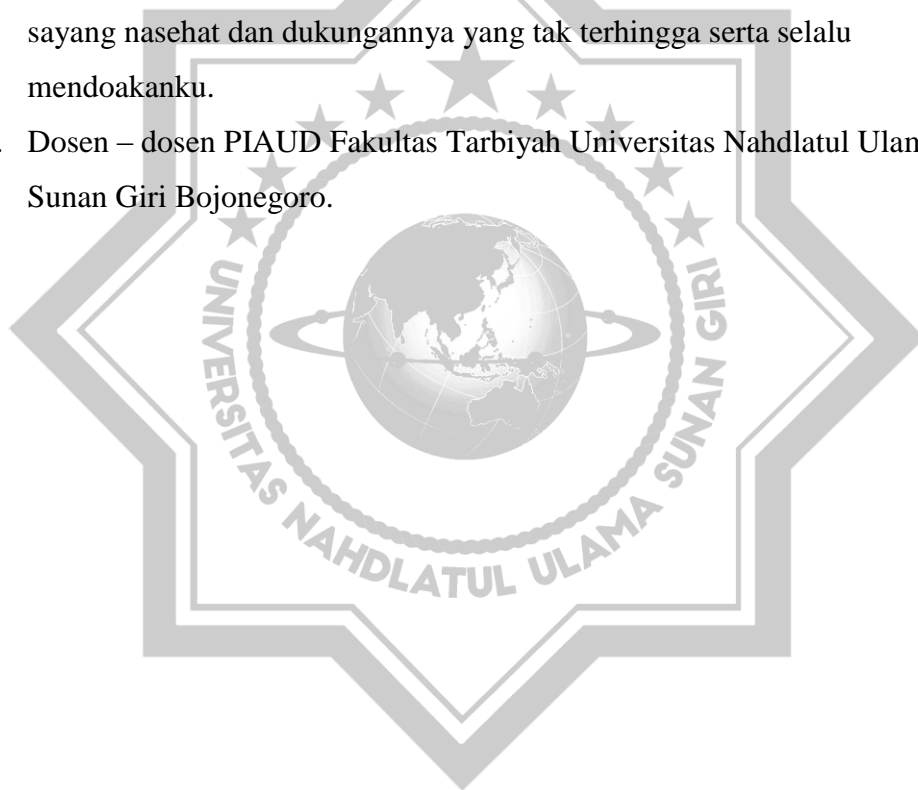 sayang nasehat dan dukungannya yang tak terhingga serta selalu
mendoakanku.
. Dosen – dosen PIAUD Fakultas Tarbiyah Universitas Nahdlatul Ulam
Sunan Giri Bojonegoro.
UNIVERSITAS NAHDLATUL ULAMA SUNAN GIRI